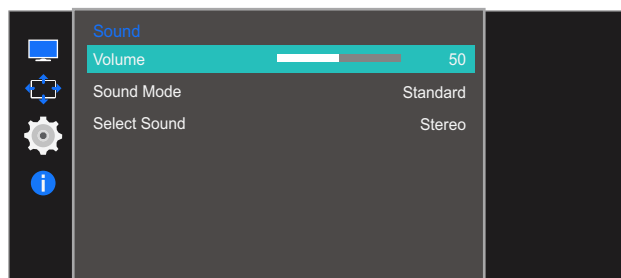 Sound
Volume 50
Sound Mode Standard
Select Sound Stereo
i